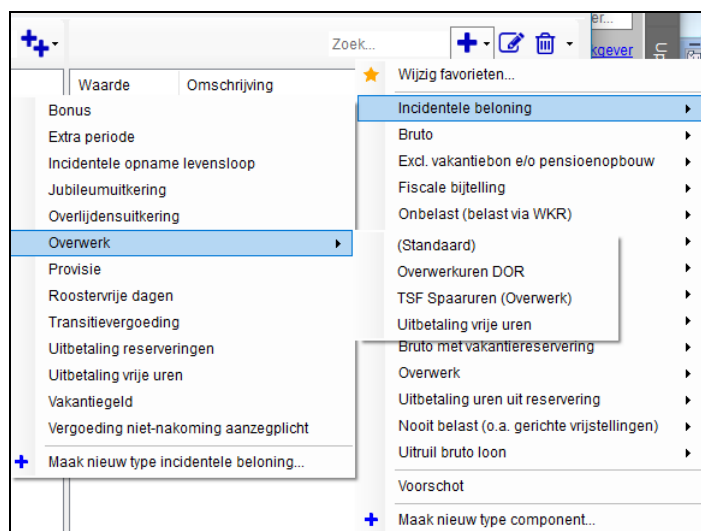 er...
Zoek...
kgever
up
Waarde Omschrijving
Wijzig favorieten...
Incidentele beloning
Bruto
Excl. vakantiebon e/o pensioenopbouw
Fiscale bijtelling
Onbelast (belast via WKR)
Bruto met vakantiereservering
Overwerk
Uitbetaling uren uit reservering
Nooit belast (o.a. gerichte vrijstellingen)
Uitruil bruto loon
Voorschot
Maak nieuw type component...
Bonus
Extra periode
Incidentele opname levensloop
Jubileumuitkering
Overlijdensuitkering
Overwerk
Provisie
Roostervrije dagen
Transitievergoeding
Uitbetaling reserveringen
Uitbetaling vrije uren
Vakantiegeld
Vergoeding niet-nakoming aanzegplicht
Maak nieuw type incidentele beloning...
(Standaard)
Overwerkuren DOR
TSF Spaaruren (Overwerk)
Uitbetaling vrije uren